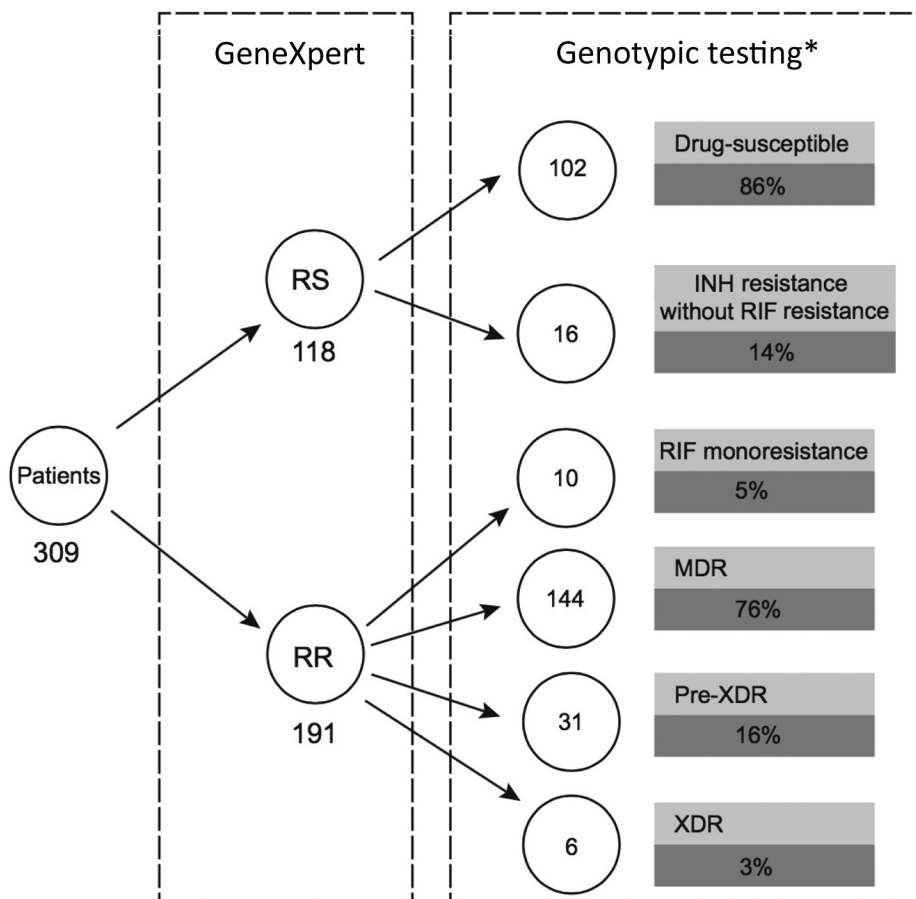 GeneXpert
Genotypic testing*
Patients
309
RS
118
RR
191
102
Drug-susceptible
86%
16
INH resistance
without RIF resistance
14%
10
RIF monoresistance
5%
144
MDR
76%
31
Pre-XDR
16%
6
XDR
3%